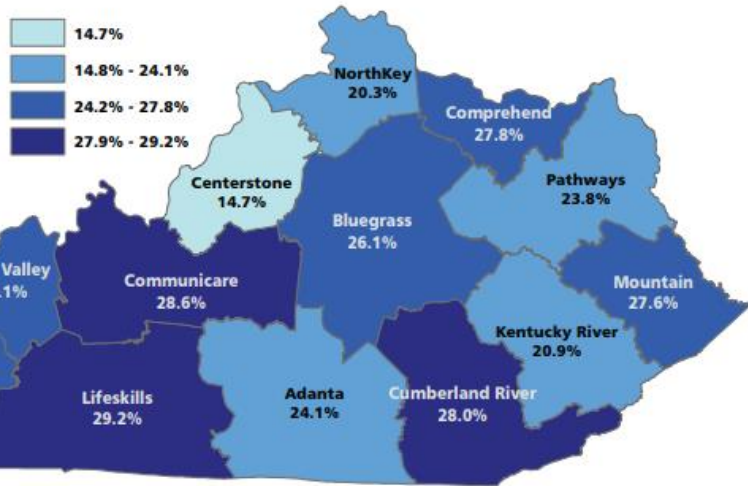 14.7%
14.8% - 24.1%
24.2% - 27.8%
27.9% - 29.2%
NorthKey
20.3%
Comprehend
27.8%
Centerstone
14.7%
Pathways
23.8%
Bluegrass
26.1%
Valley
.1%
Communicare
28.6%
Mountain
27.6%
Kentucky River
20.9%
Lifeskills
29.2%
Adanta
24.1%
Cumberland River
28.0%